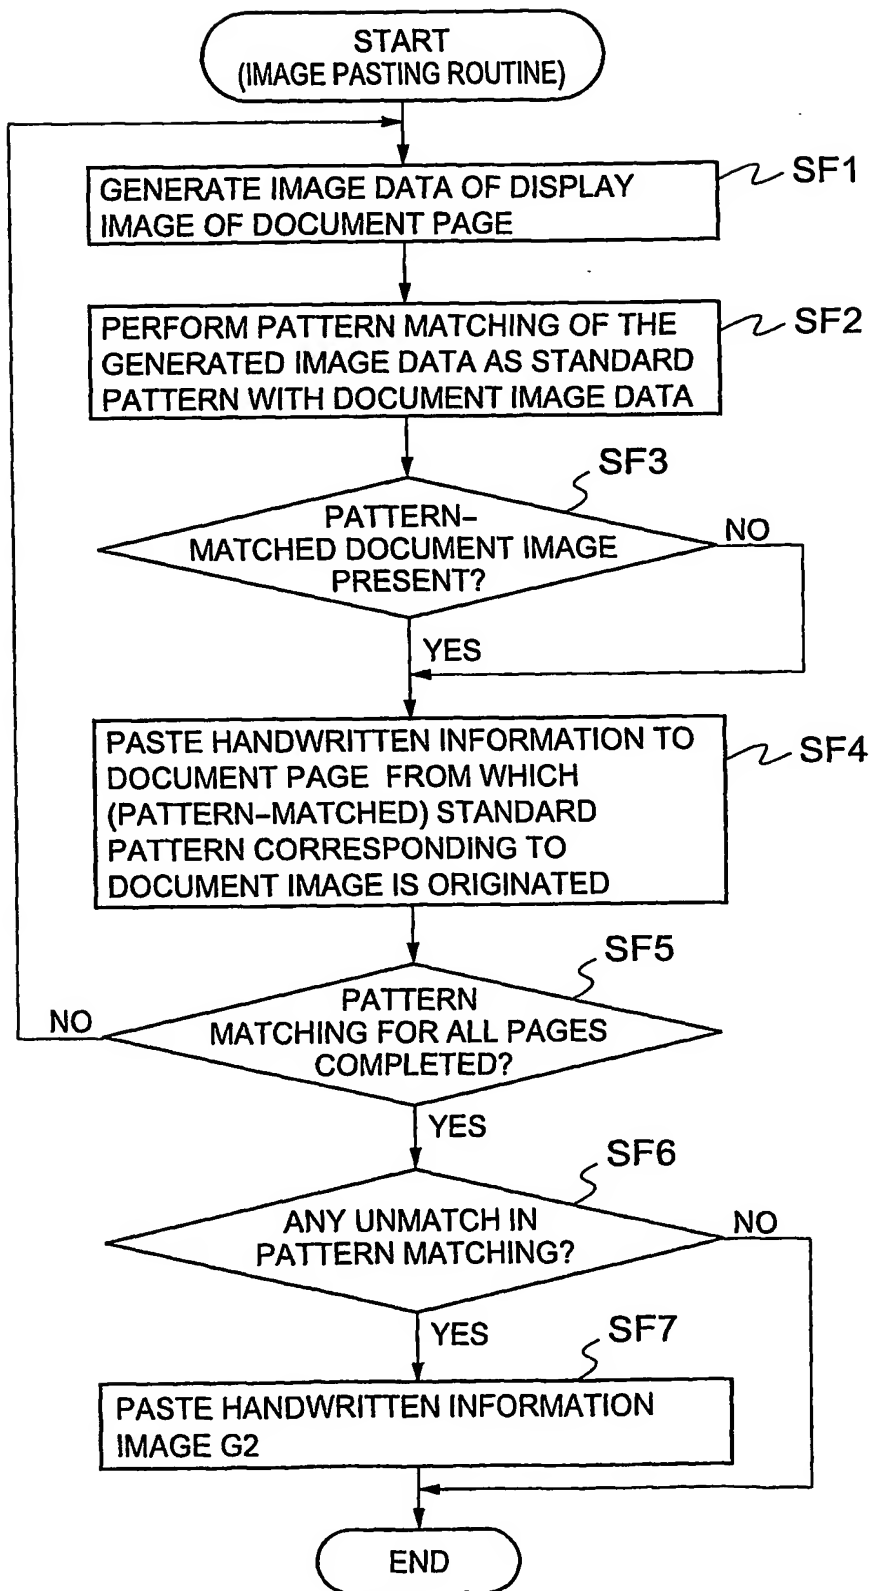 START
(IMAGE PASTING ROUTINE)
GENERATE IMAGE DATA OF DISPLAY
IMAGE OF DOCUMENT PAGE
SF1
PERFORM PATTERN MATCHING OF THE
GENERATED IMAGE DATA AS STANDARD
PATTERN WITH DOCUMENT IMAGE DATA
SF2
SF3
PATTERN-
MATCHED DOCUMENT IMAGE
PRESENT?
NO
YES
PASTE HANDWRITTEN INFORMATION TO
DOCUMENT PAGE FROM WHICH
(PATTERN-MATCHED) STANDARD
PATTERN CORRESPONDING TO
DOCUMENT IMAGE IS ORIGINATED
SF4
SF5
PATTERN
MATCHING FOR ALL PAGES
COMPLETED?
NO
YES
SF6
ANY UNMATCH IN
PATTERN MATCHING?
NO
YES
SF7
PASTE HANDWRITTEN INFORMATION
IMAGE G2
END